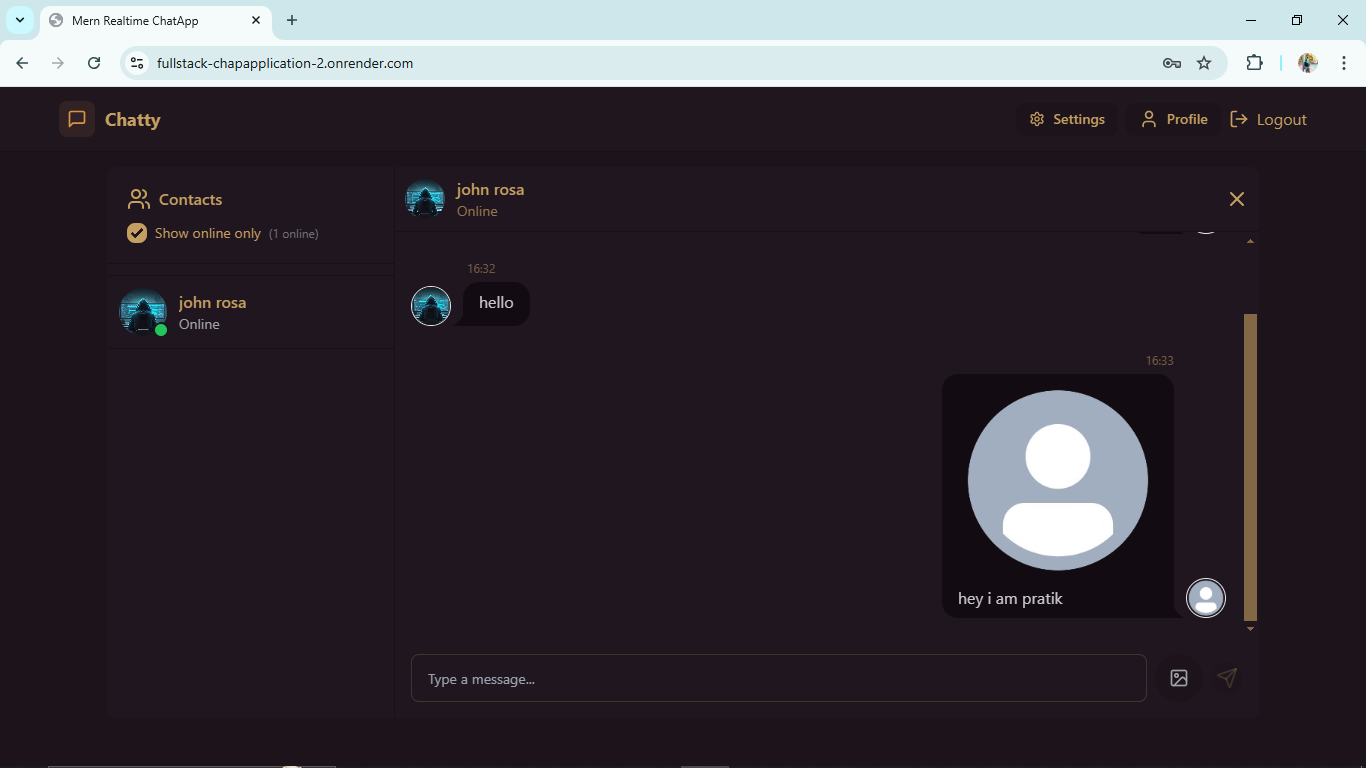 Mern Realtime ChatApp
fullstack-chapapplication-2.onrender.com
Chatty
Settings
Profile
Logout
Contacts
Show online only (1 online)
john rosa
Online
john rosa
Online
16:32
hello
16:33
hey i am pratik
Type a message...